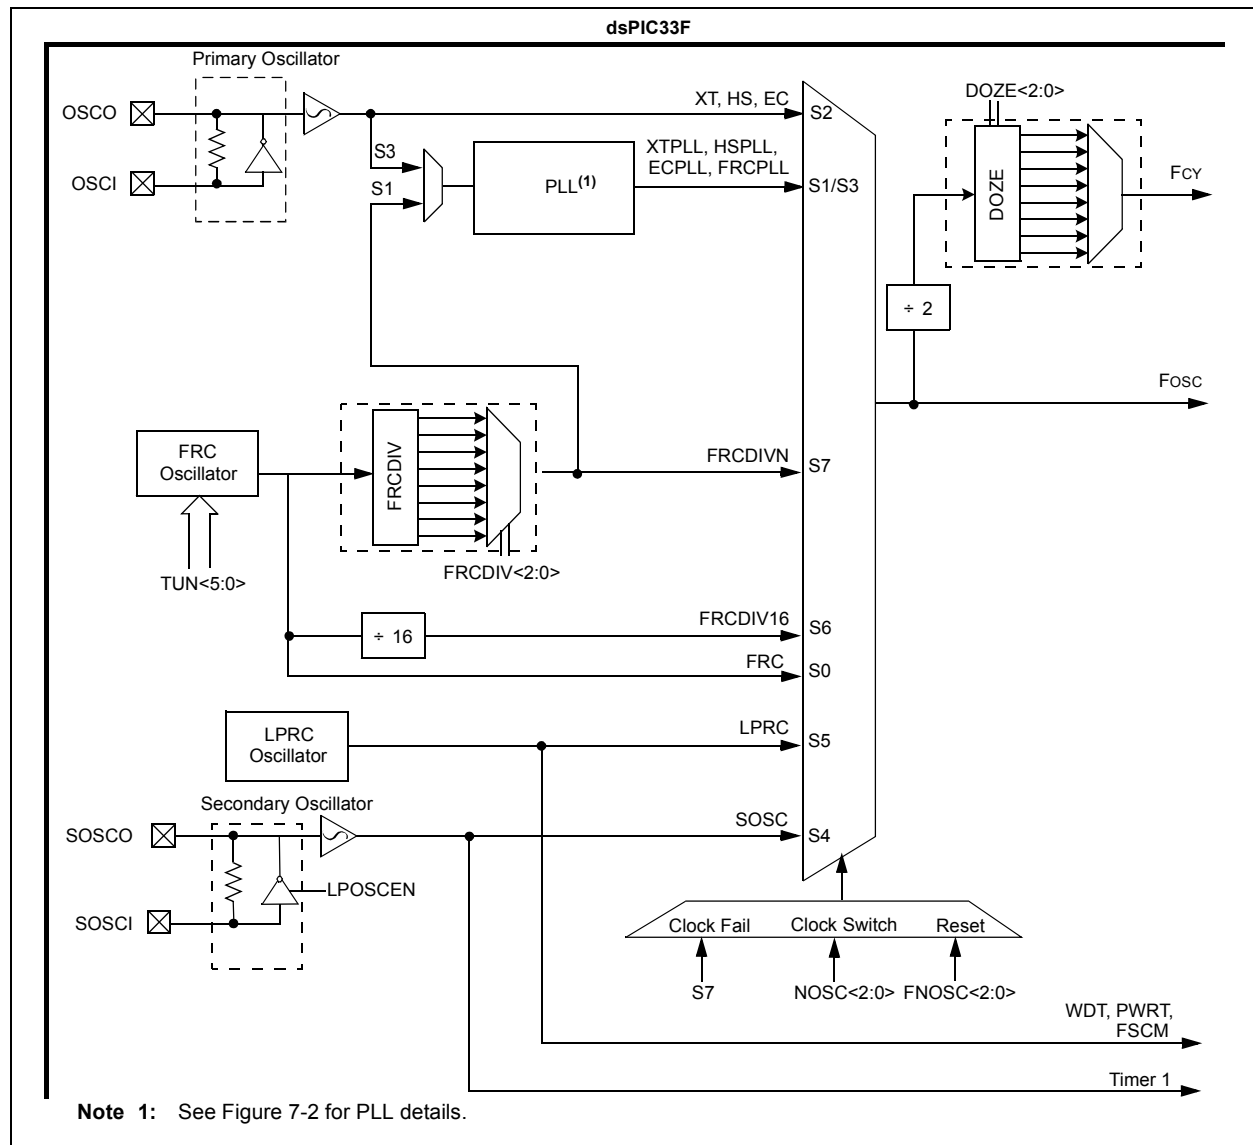 dsPIC33F
Primary Oscillator
DOZE<2:0>
OSCO
XT, HS, EC
S2
S3
XTPLL, HSPLL,
ECPLL, FRCPLL
PLL(1)
S1/S3
DOZE
FCY
OSCI
S1
÷ 2
FOSC
FRC
Oscillator
FRCDIV
FRCDIVN
S7
TUN<5:0>
FRCDIV<2:0>
÷ 16
FRCDIV16
S6
FRC
S0
LPRC
Oscillator
LPRC
S5
Secondary Oscillator
SOSCO
SOSC
S4
LPOSCEN
SOSCI
Clock Fail
Clock Switch
Reset
S7
NOSC<2:0>
FNOSC<2:0>
WDT, PWRT,
FSCM
Timer 1
Note 1: See Figure 7-2 for PLL details.